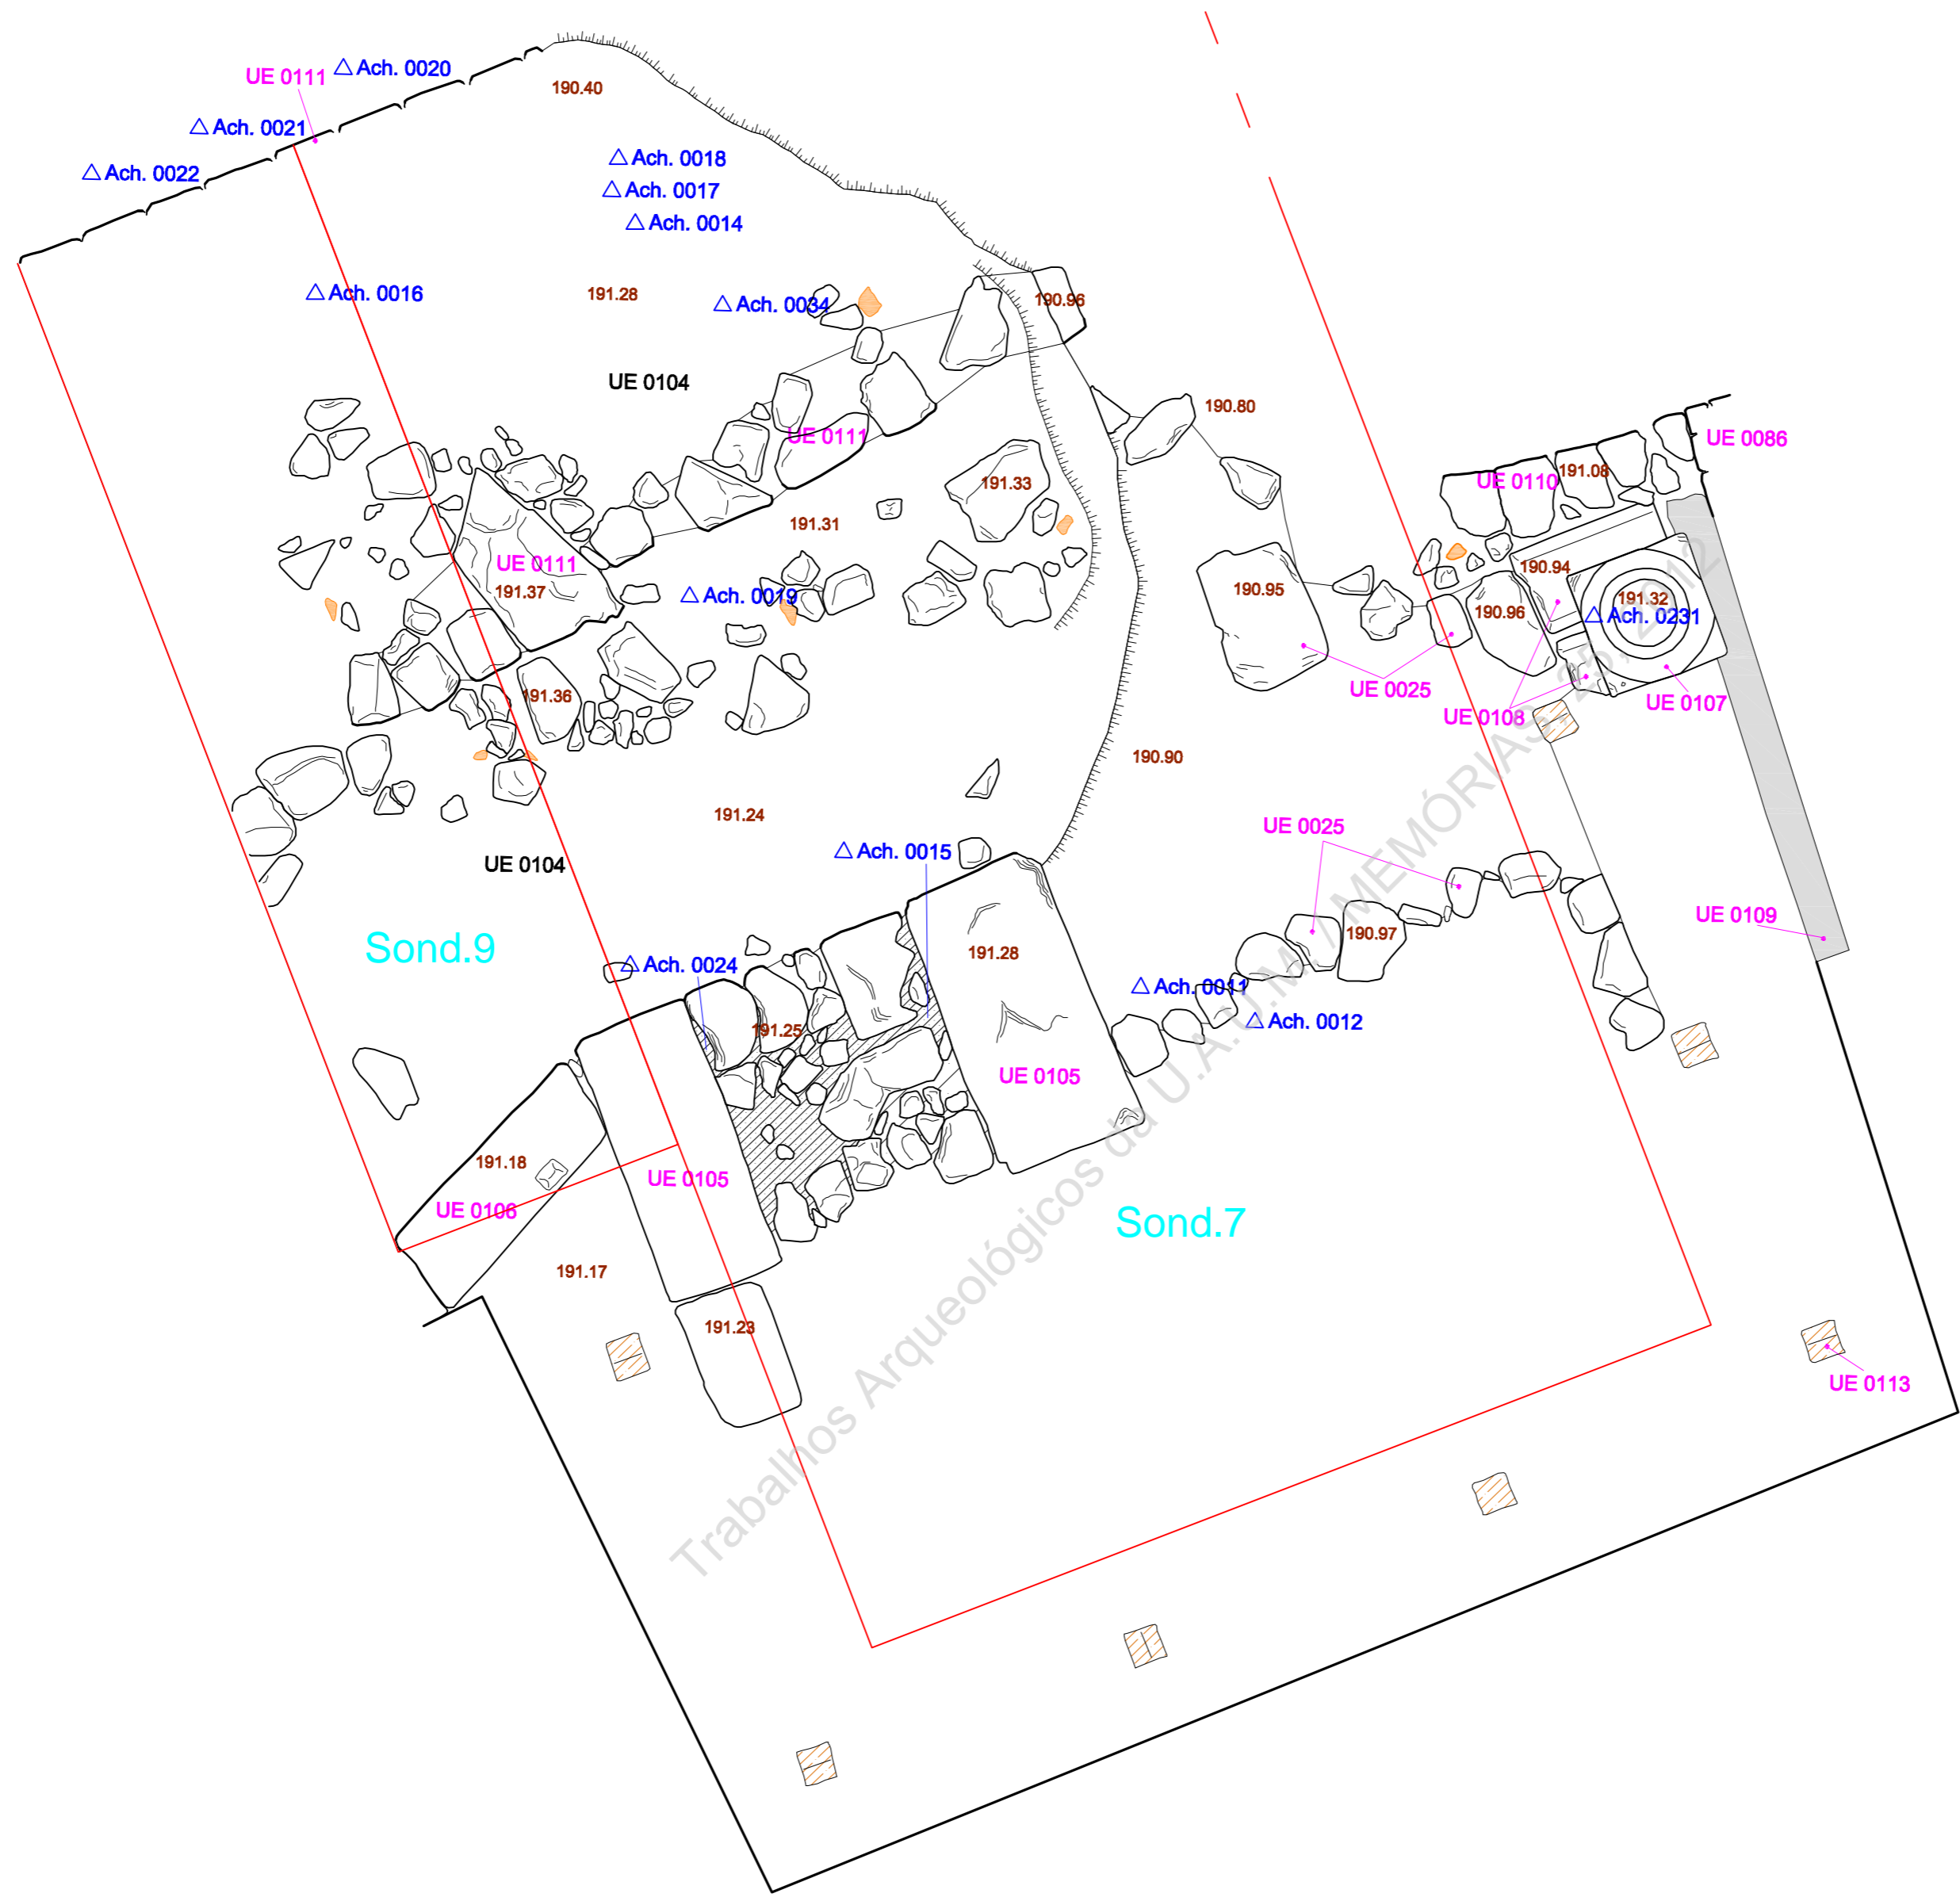 △ Ach. 0020
UE 0111
190.40
△ Ach. 0021
△ Ach. 0022
△ Ach. 0018
△ Ach. 0017
△ Ach. 0014
△ Ach. 0016
191.28
△ Ach. 0034
190.96
UE 0104
190.80
UE 0111
UE 0086
191.08
UE 0110
191.33
191.31
UE 0111
191.37
△ Ach. 0019
190.95
190.94
190.96
191.32
△ Ach. 0231
191.36
UE 0025
UE 0108
UE 0107
190.90
191.24
UE 0025
△ Ach. 0015
UE 0104
UE 0109
Sond.9
190.97
191.28
△ Ach. 0024
△ Ach. 0011
△ Ach. 0012
191.25
UE 0105
191.18
UE 0105
UE 0106
Sond.7
191.17
191.23
UE 0113
Trabalhos Arqueológicos da U.A.U.M. / MEMÓRIAS 25, 2012